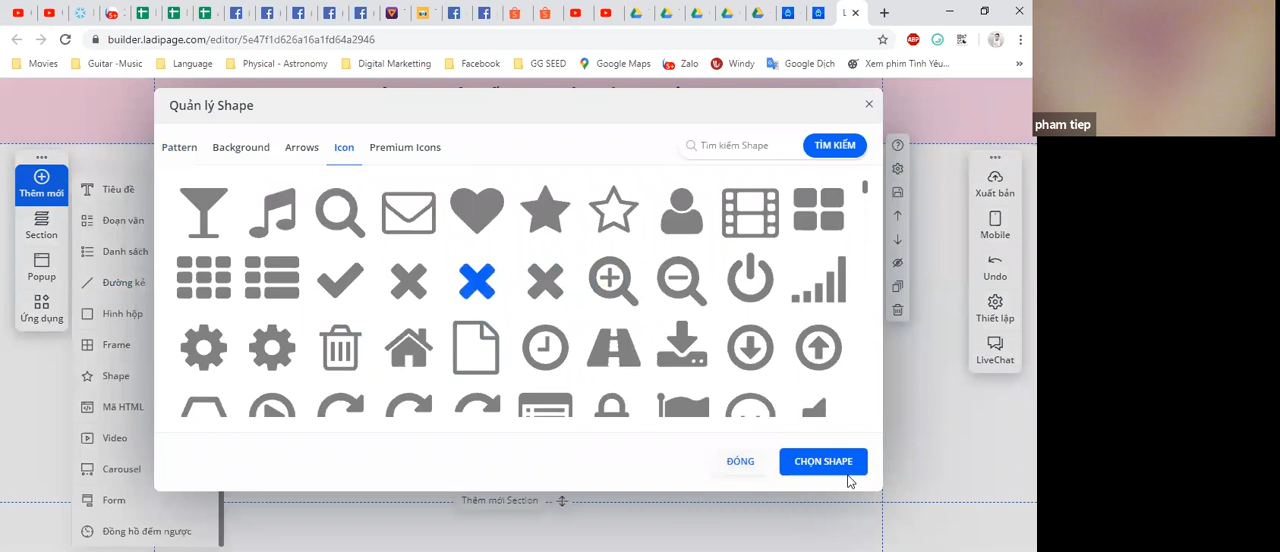 builder.ladipage.com/editor/5e47f1d626a16a1fd64a2946
Movies
Guitar -Music
Language
Physical - Astronomy
Digital Marketting
Facebook
GG SEED
Google Maps
Zalo
Windy
Google Dịch
Xem phim Tình Yêu...
pham tiep
Quản lý Shape
Pattern
Background
Arrows
Icon
Premium Icons
Tìm kiếm Shape
TÌM KIẾM
Thêm mới
Section
Popup
Ứng dụng
Tiêu đề
Đoạn văn
Danh sách
Đường kẻ
Hình hộp
Frame
Shape
Mã HTML
Video
Carousel
Form
Đồng hồ đếm ngược
Xuất bản
Mobile
Undo
Thiết lập
LiveChat
ĐÓNG
CHỌN SHAPE
Thêm mới Section